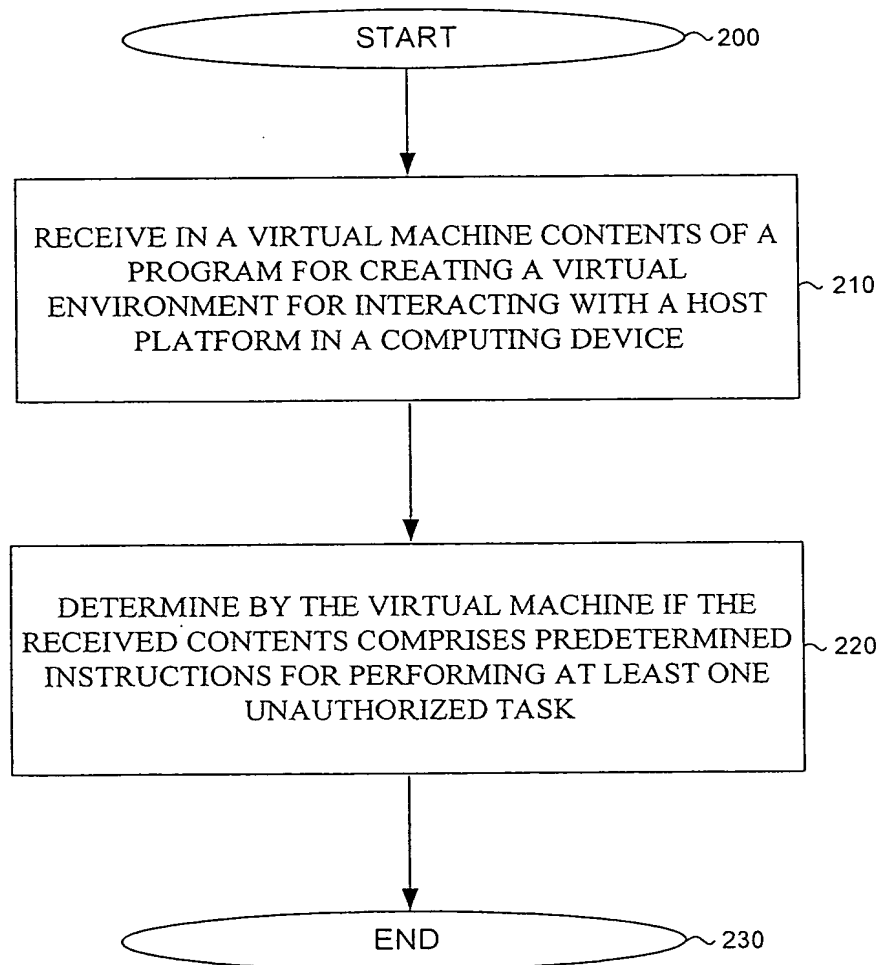 START
200
RECEIVE IN A VIRTUAL MACHINE CONTENTS OF A
PROGRAM FOR CREATING A VIRTUAL
ENVIRONMENT FOR INTERACTING WITH A HOST
PLATFORM IN A COMPUTING DEVICE
210
DETERMINE BY THE VIRTUAL MACHINE IF THE
RECEIVED CONTENTS COMPRISES PREDETERMINED
INSTRUCTIONS FOR PERFORMING AT LEAST ONE
UNAUTHORIZED TASK
220
END
230